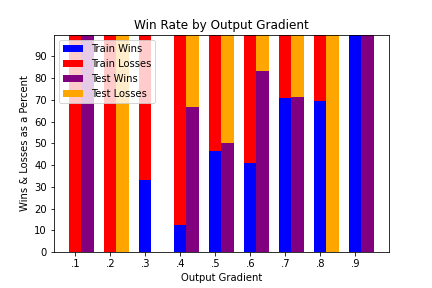 Win Rate by Output Gradient
Train Wins
Train Losses
Test Wins
Test Losses
Wins & Losses as a Percent
90
80
70
60
50
40
30
20
10
0
.1 .2 .3 .4 .5 .6 .7 .8 .9
Output Gradient